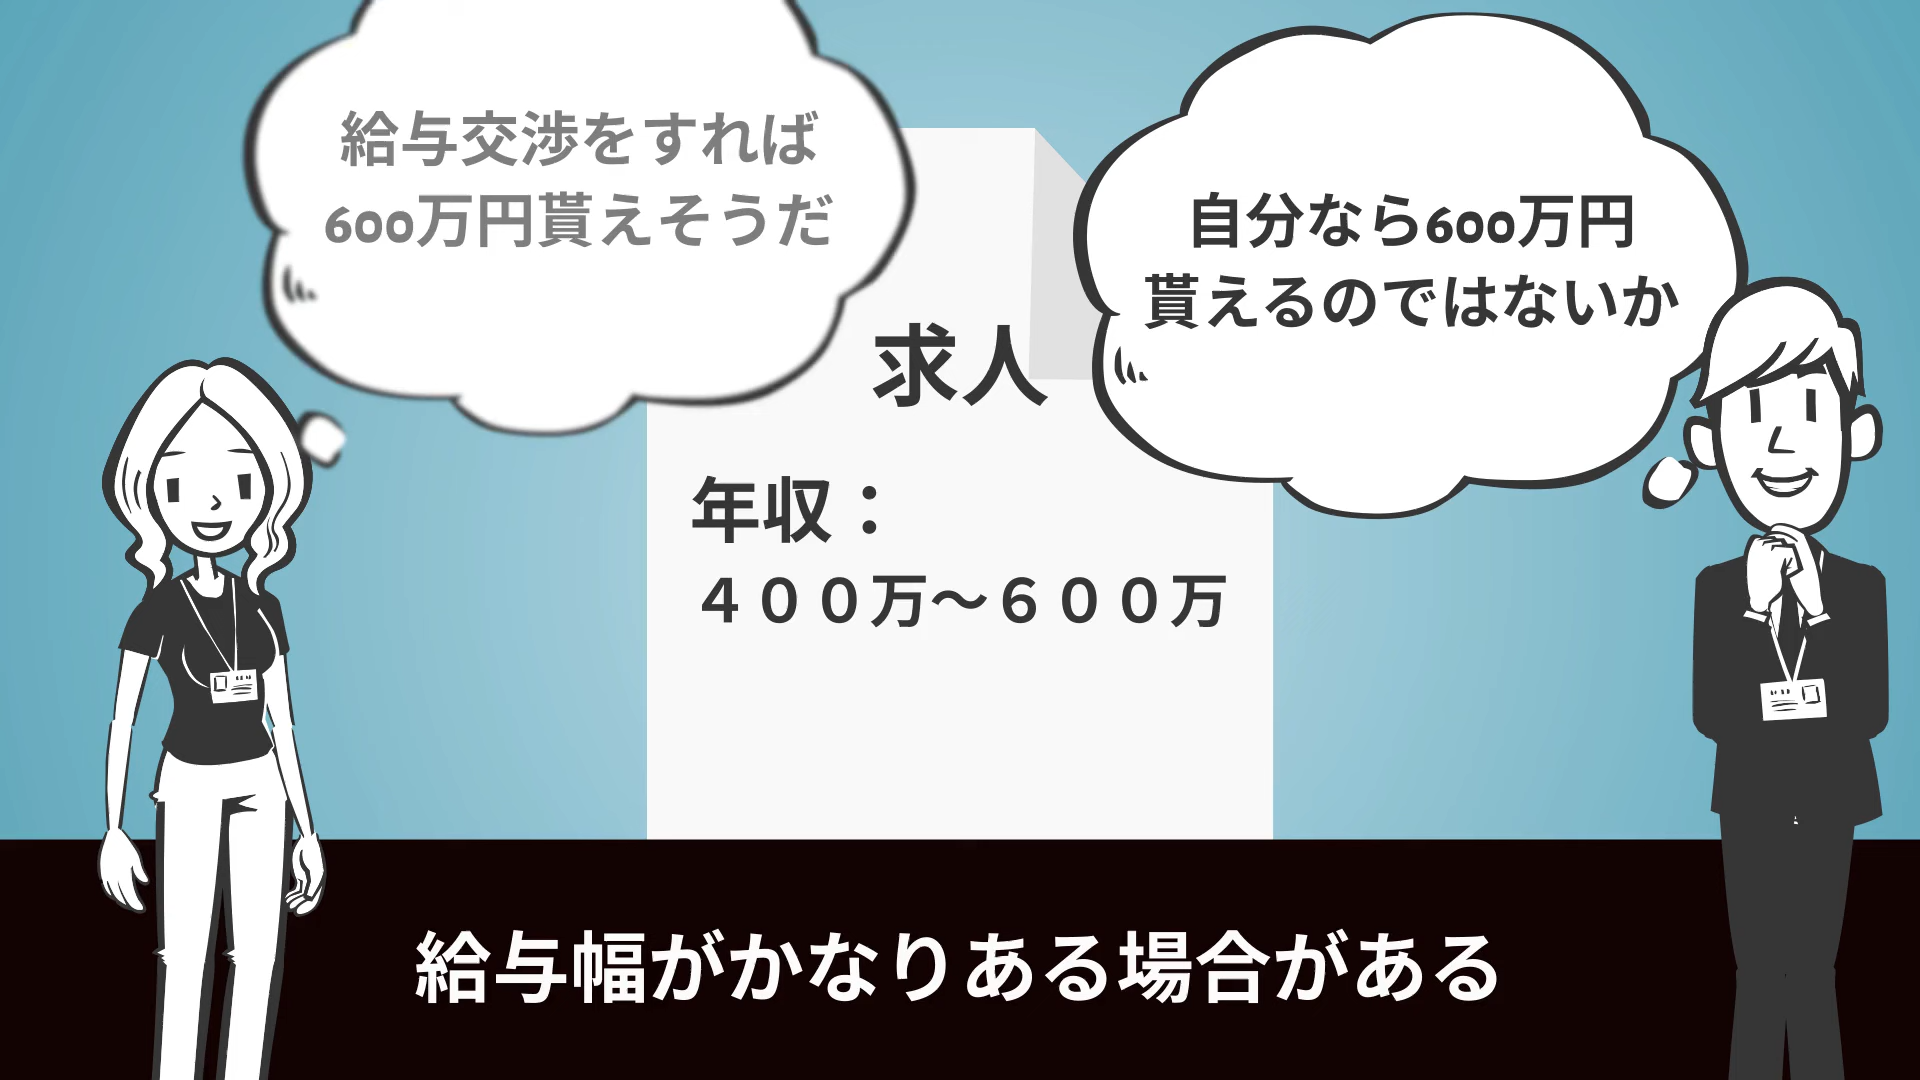 給与交渉をすれば
600万円貰えそうだ
自分なら600万円
貰えるのではないか
求人
年収：
４００万～６００万
給与幅がかなりある場合がある